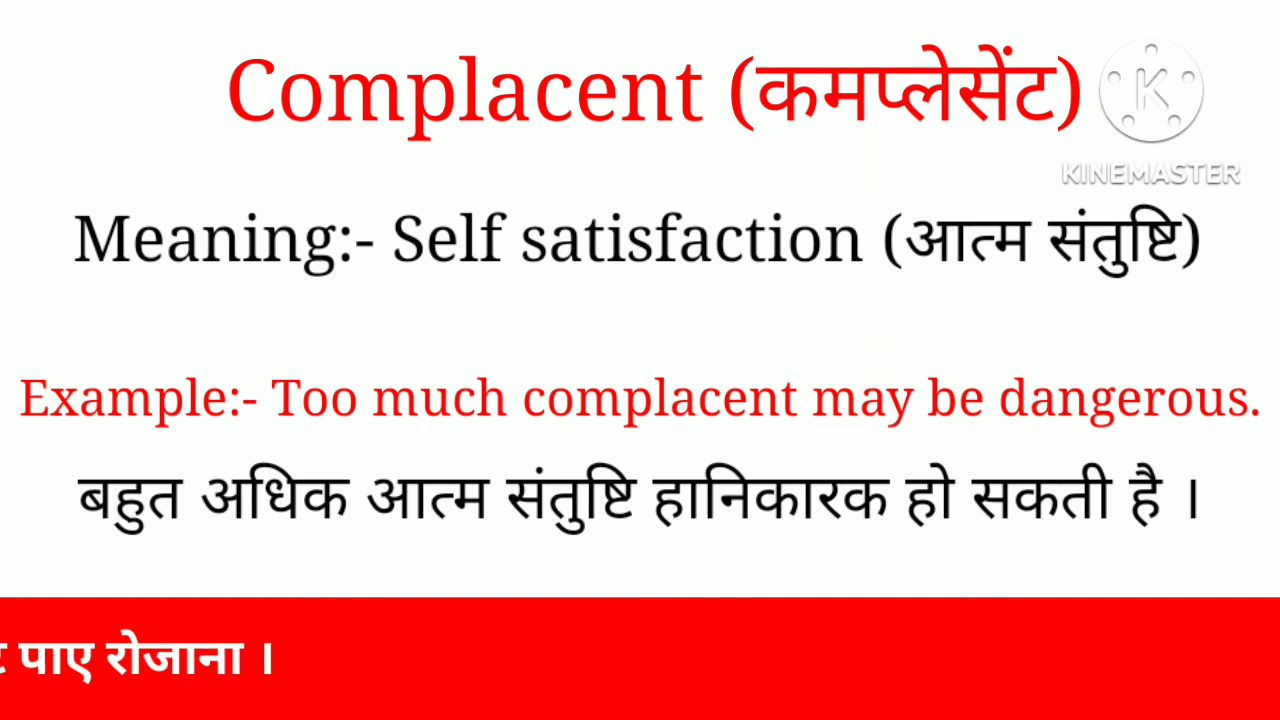 Complacent (कमप्लेसेंट)
KINEMASTER
Meaning:- Self satisfaction (आत्म संतुष्टि)
Example:- Too much complacent may be dangerous.
बहुत अधिक आत्म संतुष्टि हानिकारक हो सकती है ।
पाए रोजाना ।